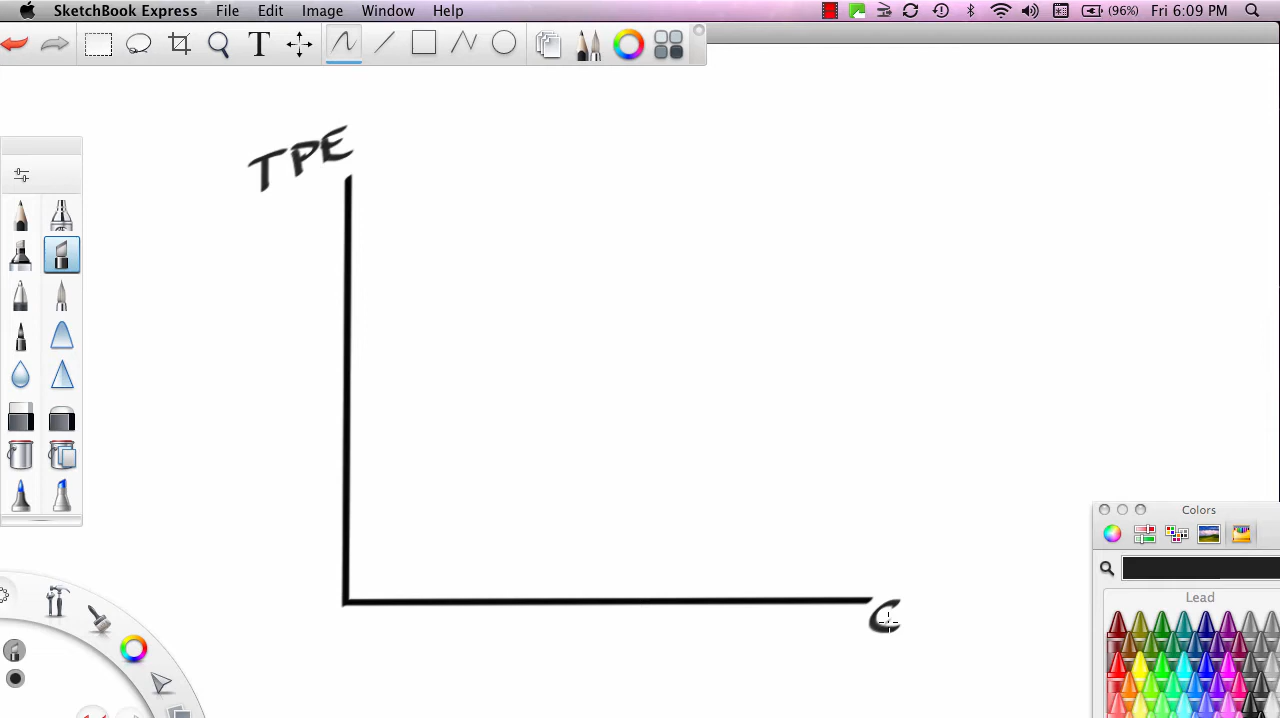 SketchBook Express File Edit Image Window Help (96%) Fri 6:09 PM
T
TPE
C
Colors
Lead